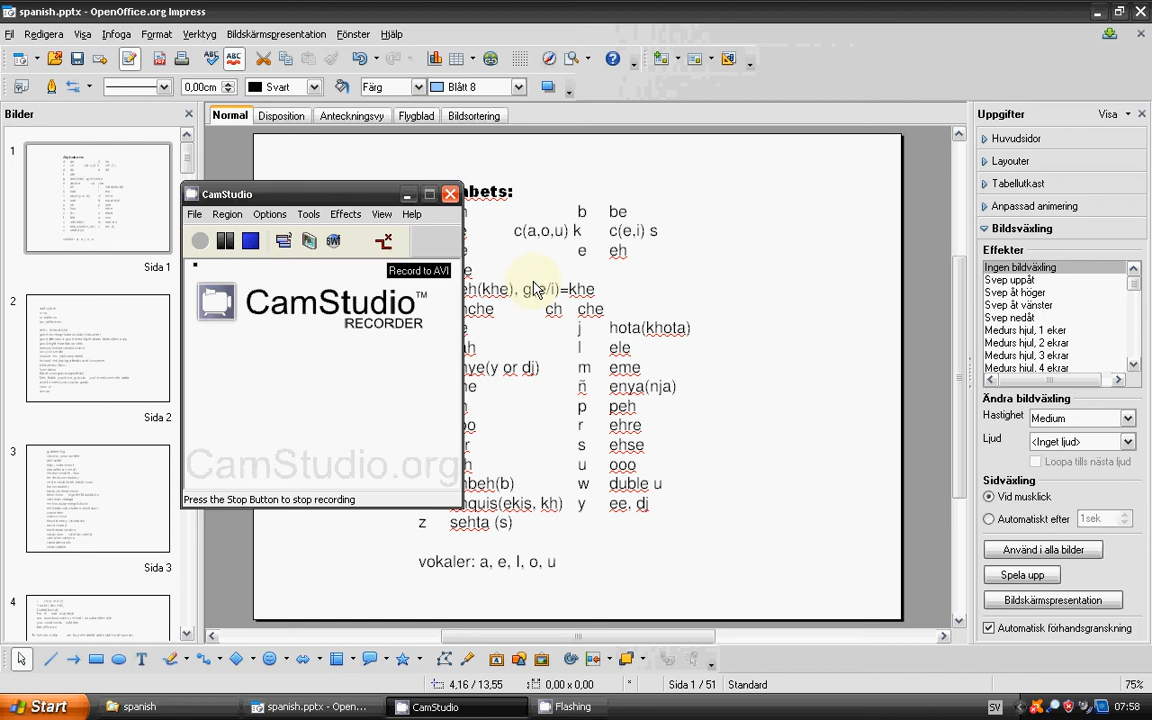 spanish.pptx - OpenOffice.org Impress
Fil Redigera Visa Infoga Format Verktyg Bildskärmspresentation Fönster Hjälp
0,00cm Svart Färg Blått 8
Bilder
Normal Disposition Anteckningsvy Flygblad Bildsortering
Uppgifter Visa
Huvudsidor
Layouter
Tabellutkast
Anpassad animering
Bildsväxling
Effekter
Ingen bildväxling
Svep uppåt
Svep åt höger
Svep åt vänster
Svep nedåt
Medurs hjul, 1 eker
Medurs hjul, 2 ekrar
Medurs hjul, 3 ekrar
Medurs hjul, 4 ekrar
Ändra bildväxling
Hastighet Medium
Ljud <Inget ljud>
Loopa tills nästa ljud
Sidväxling
Vid musklick
Automatiskt efter 1sek
Använd i alla bilder
Spela upp
Bildskärmspresentation
Automatisk förhandsgranskning
1
Sida 1
2
Sida 2
3
Sida 3
4
CamStudio
File Region Options Tools Effects View Help
Record to AVI
CamStudio™
RECORDER
CamStudio.org
Press the Stop Button to stop recording
abets:
b be
c(a,o,u) k c(e,i) s
e eh
eh(khe), g(e/i)=khe
nche ch che
j hota(khota)
l ele
nye(y or dj) m eme
ñ enya(nja)
p peh
r ehre
s ehse
u ooo
beh(b) w duble u
quis(ekis, kh) y ee, dj
z sehta (s)
vokaler: a, e, I, o, u
4,16 / 13,55 0,00 x 0,00 * Sida 1 / 51 Standard 75%
Start spanish spanish.pptx - Open... CamStudio Flashing SV 07:58